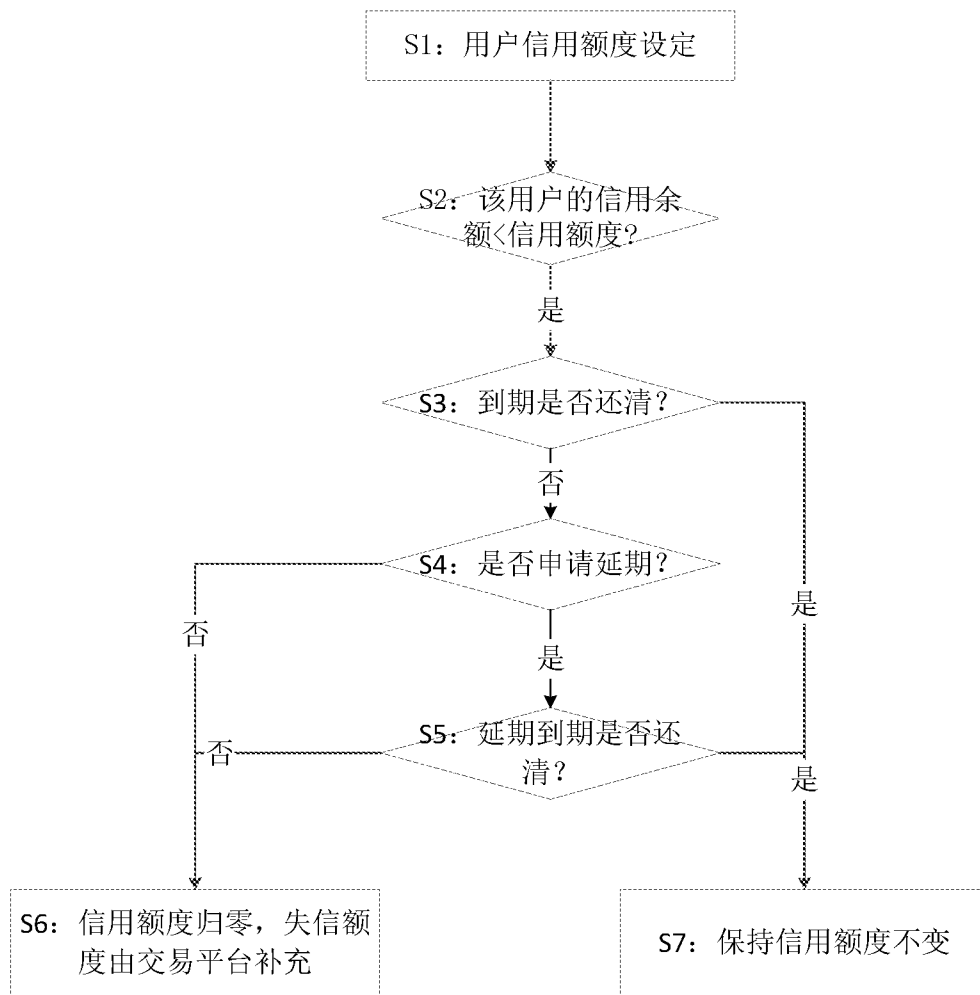 S1：用户信用额度设定
S2：该用户的信用余
额<信用额度?
是
S3：到期是否还清？
否
S4：是否申请延期？
否
是
是
S5：延期到期是否还
清？
否
是
S6：信用额度归零，失信额
度由交易平台补充
S7：保持信用额度不变